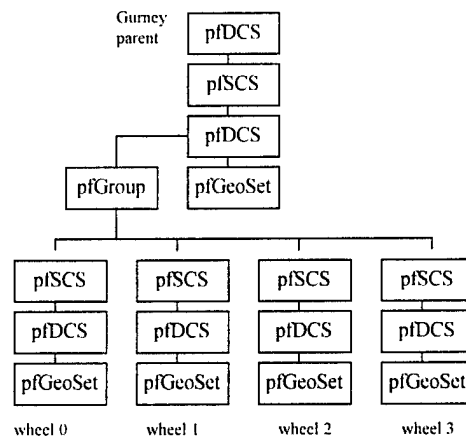 Gurney
parent
pfDCS
pfSCS
pfDCS
pfGroup
pfGeoSet
pfSCS pfSCS pfSCS pfSCS
pfDCS pfDCS pfDCS pfDCS
pfGeoSet pfGeoSet pfGeoSet pfGeoSet
wheel 0 wheel 1 wheel 2 wheel 3